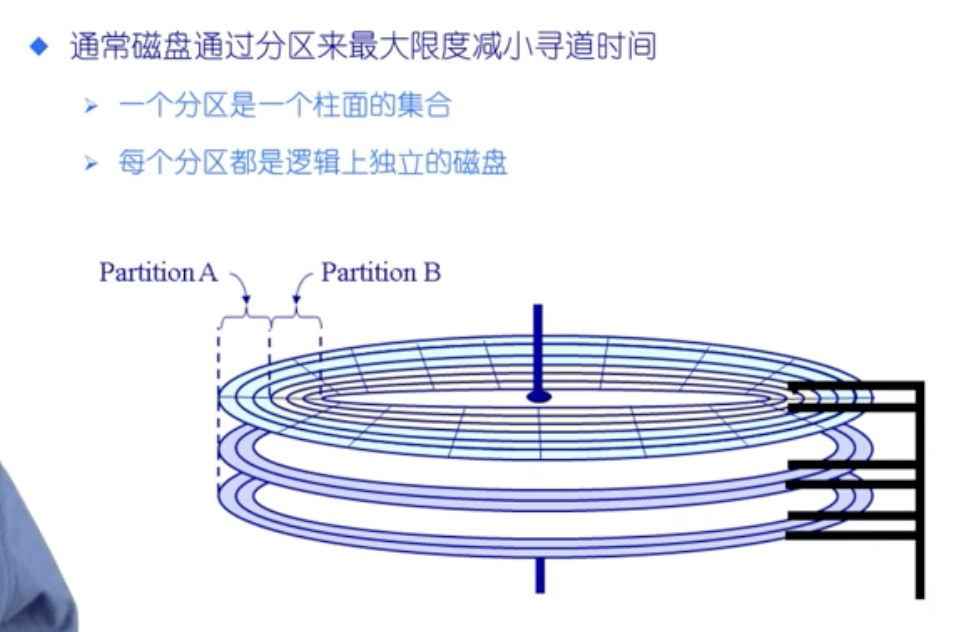 通常磁盘通过分区来最大限度减小寻道时间
一个分区是一个柱面的集合
每个分区都是逻辑上独立的磁盘
Partition A Partition B